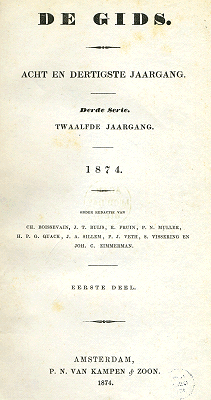 DE GIDS.
ACHT EN DERTIGSTE JAARGANG.
Derde Serie.
TWAALFDE JAARGANG.
1874.
ONDER REDACTIE VAN
CH. BOISSEVAIN, J. T. BUIJS, R. FRUIN, P. N. MULLER,
H. P. G. QUACK, J. A. SILLEM, P. J. VETH, S. VISSERING EN
JOH. C. ZIMMERMAN.
EERSTE DEEL.
AMSTERDAM,
P. N. VAN KAMPEN & ZOON.
1874.